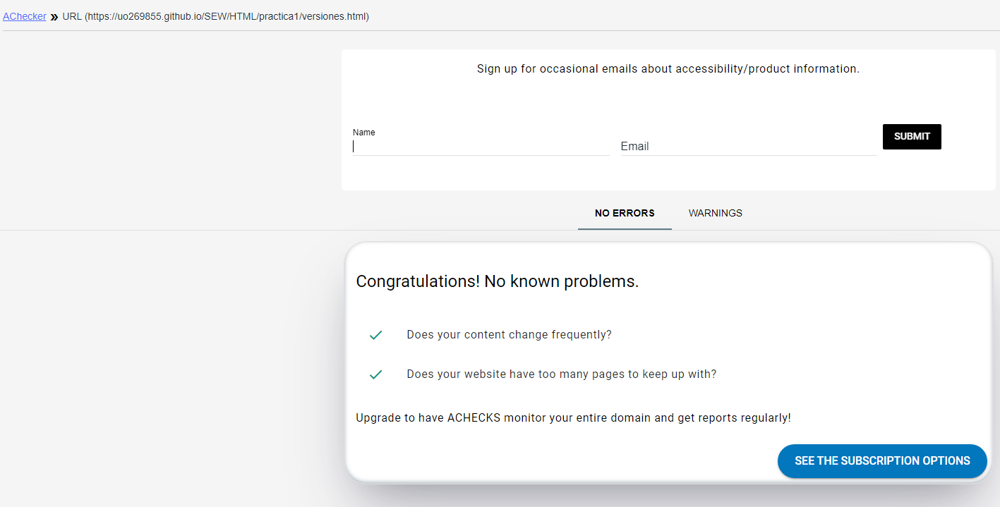 AChecker » URL (https://uo269855.github.io/SEW/HTML/practica1/versiones.html)
Sign up for occasional emails about accessibility/product information.
Name
Email
SUBMIT
NO ERRORS WARNINGS
Congratulations! No known problems.
Does your content change frequently?
Does your website have too many pages to keep up with?
Upgrade to have ACHECKS monitor your entire domain and get reports regularly!
SEE THE SUBSCRIPTION OPTIONS